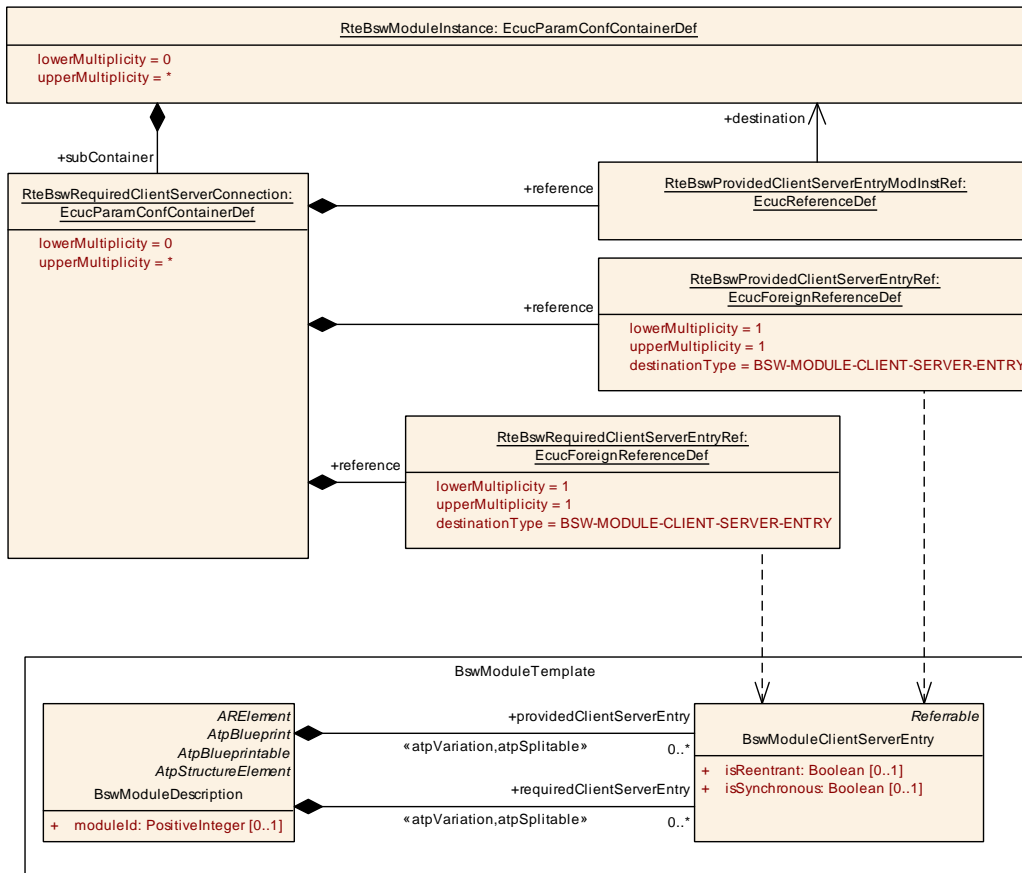 RteBswModuleInstance: EcucParamConfContainerDef
lowerMultiplicity = 0
upperMultiplicity = *
+destination
+subContainer
RteBswRequiredClientServerConnection:
EcucParamConfContainerDef
lowerMultiplicity = 0
upperMultiplicity = *
+reference
RteBswProvidedClientServerEntryModInstRef:
EcucReferenceDef
+reference
RteBswProvidedClientServerEntryRef:
EcucForeignReferenceDef
lowerMultiplicity = 1
upperMultiplicity = 1
destinationType = BSW-MODULE-CLIENT-SERVER-ENTRY
+reference
RteBswRequiredClientServerEntryRef:
EcucForeignReferenceDef
lowerMultiplicity = 1
upperMultiplicity = 1
destinationType = BSW-MODULE-CLIENT-SERVER-ENTRY
BswModuleTemplate
ARElement
AtpBlueprint
AtpBlueprintable
AtpStructureElement
BswModuleDescription
+ moduleId: PositiveInteger [0..1]
+providedClientServerEntry
«atpVariation,atpSplitable»
0..*
+requiredClientServerEntry
«atpVariation,atpSplitable»
0..*
Referrable
BswModuleClientServerEntry
+ isReentrant: Boolean [0..1]
+ isSynchronous: Boolean [0..1]